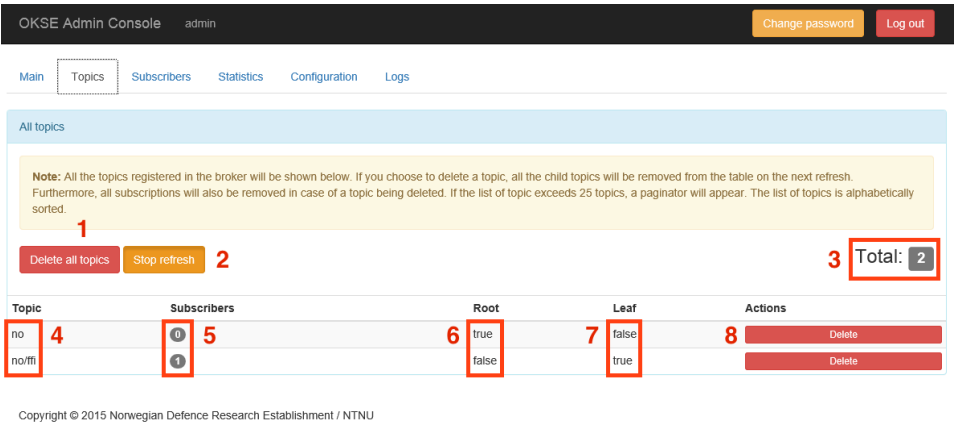 OKSE Admin Console admin Change password Log out
Main Topics Subscribers Statistics Configuration Logs
All topics
Note: All the topics registered in the broker will be shown below. If you choose to delete a topic, all the child topics will be removed from the table on the next refresh.
Furthermore, all subscriptions will also be removed in case of a topic being deleted. If the list of topic exceeds 25 topics, a paginator will appear. The list of topics is alphabetically
sorted.
1
Delete all topics Stop refresh 2 3 Total: 2
Topic Subscribers Root Leaf Actions
no 4 0 5 6 true 7 false 8 Delete
no/ffi 1 false true Delete
Copyright © 2015 Norwegian Defence Research Establishment / NTNU